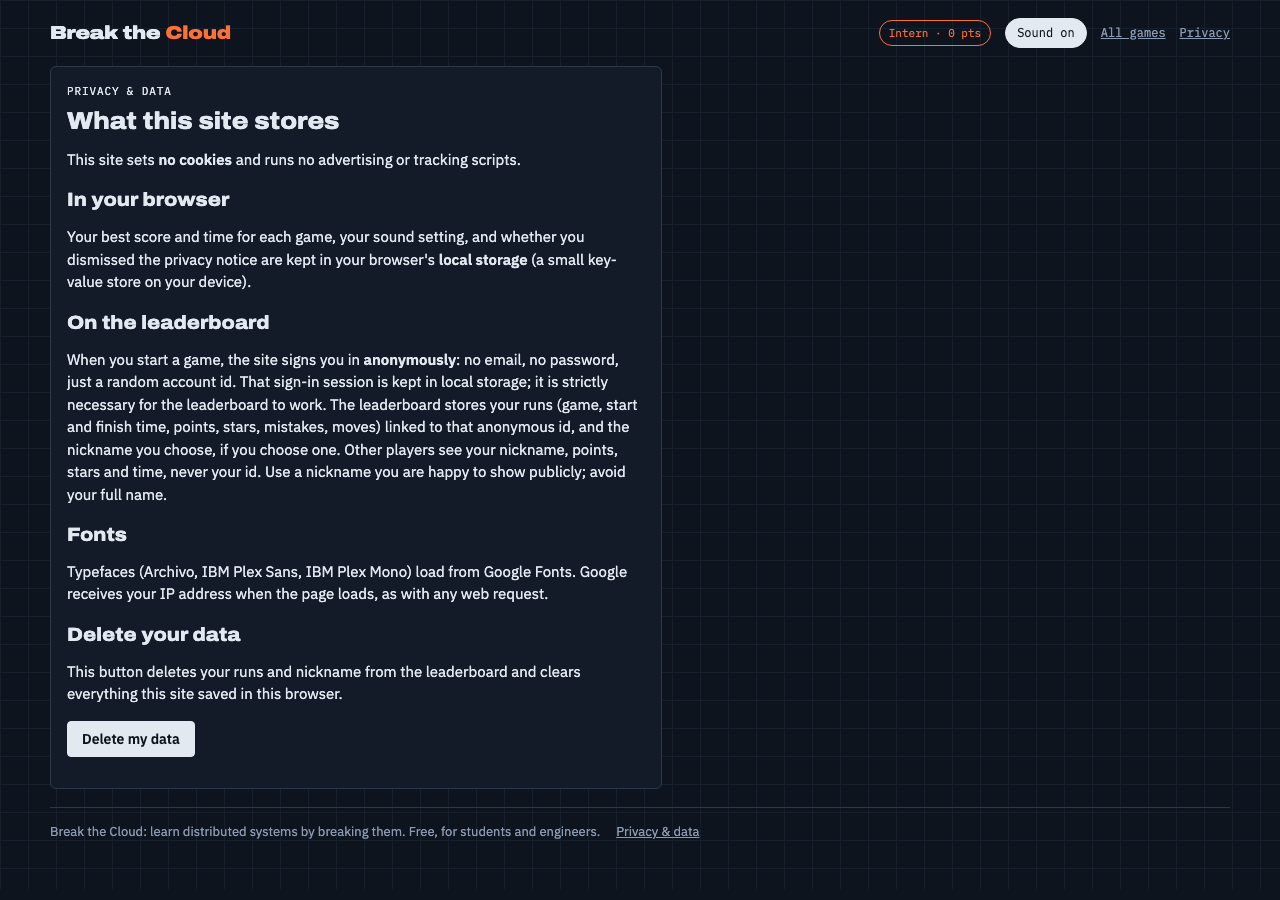 Break the Cloud
Intern · 0 pts
Sound on
All games
Privacy
PRIVACY & DATA
What this site stores
This site sets no cookies and runs no advertising or tracking scripts.
In your browser
Your best score and time for each game, your sound setting, and whether you
dismissed the privacy notice are kept in your browser's local storage (a small key-
value store on your device).
On the leaderboard
When you start a game, the site signs you in anonymously: no email, no password,
just a random account id. That sign-in session is kept in local storage; it is strictly
necessary for the leaderboard to work. The leaderboard stores your runs (game, start
and finish time, points, stars, mistakes, moves) linked to that anonymous id, and the
nickname you choose, if you choose one. Other players see your nickname, points,
stars and time, never your id. Use a nickname you are happy to show publicly; avoid
your full name.
Fonts
Typefaces (Archivo, IBM Plex Sans, IBM Plex Mono) load from Google Fonts. Google
receives your IP address when the page loads, as with any web request.
Delete your data
This button deletes your runs and nickname from the leaderboard and clears
everything this site saved in this browser.
Delete my data
Break the Cloud: learn distributed systems by breaking them. Free, for students and engineers.
Privacy & data